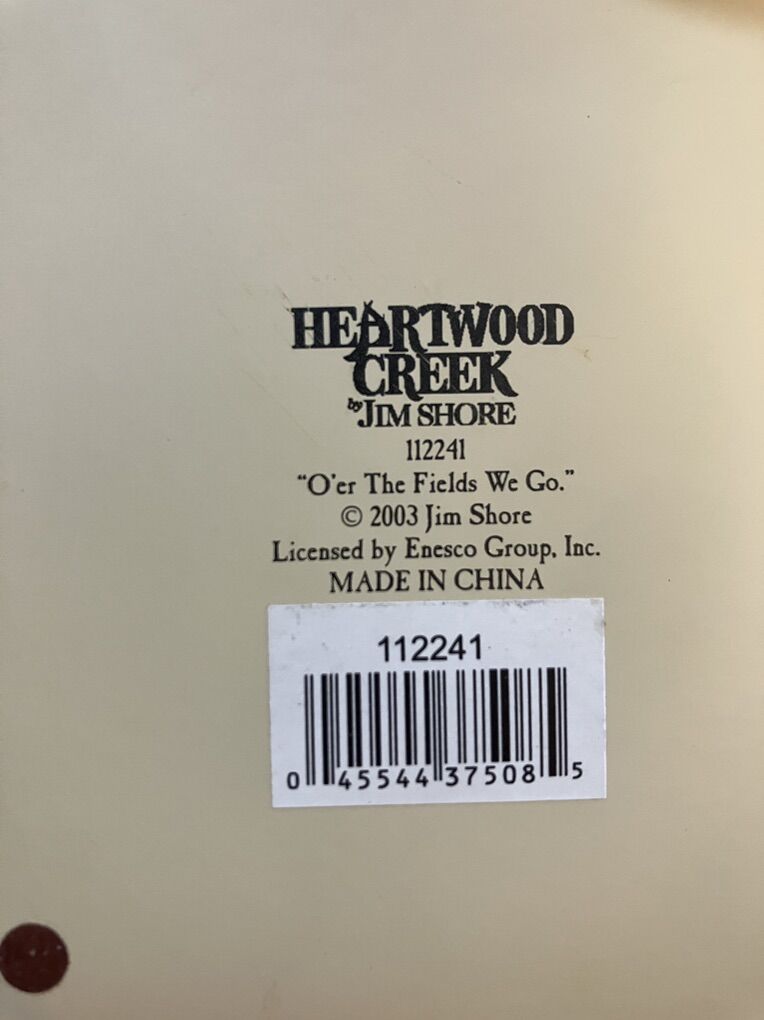 HEARTWOOD
CREEK
by JIM SHORE
112241
"O'er The Fields We Go."
© 2003 Jim Shore
Licensed by Enesco Group, Inc.
MADE IN CHINA
112241
0 45544 37508 5